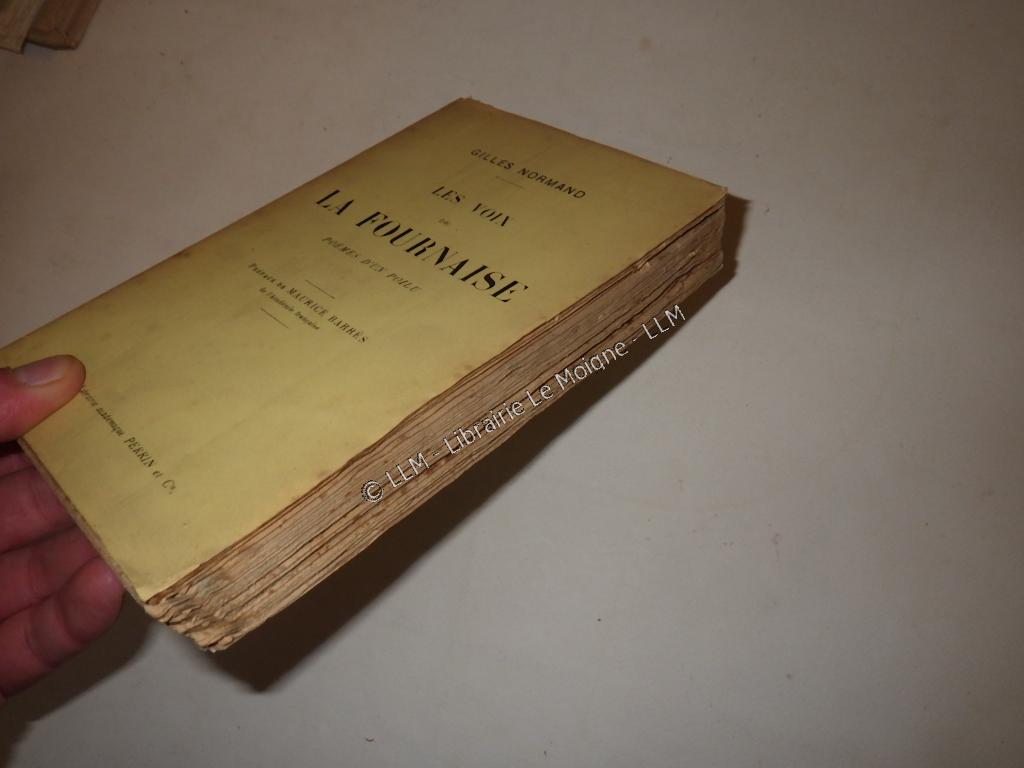 GILLES NORMAND
LES VOIX
DE
LA FOURNAISE
POÈMES D'UN POILU
Préface de MAURICE BARRÈS
de l'Académie française
académique PERRIN et Cie.
© LLM - Librairie Le Moigne - LLM